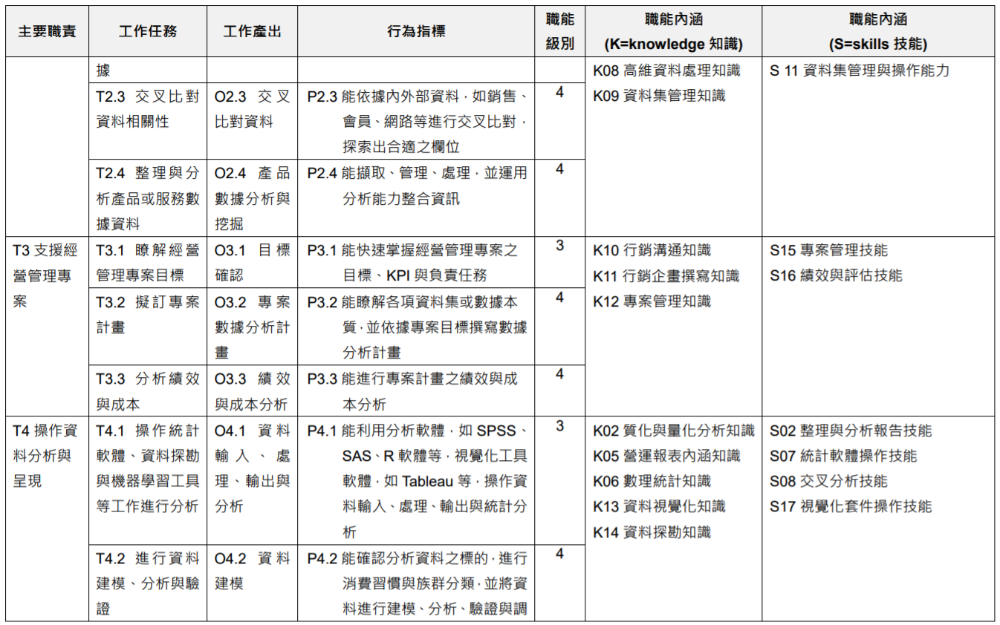 主要職責
工作任務
工作產出
行為指標
職能
級別
職能內涵
(K=knowledge 知識)
職能內涵
(S=skills 技能)
據
K08 高維資料處理知識
K09 資料集管理知識
S 11 資料集管理與操作能力
T2.3 交叉比對
資料相關性
O2.3 交叉
比對資料
P2.3 能依據內外部資料，如銷售、
會員、網路等進行交叉比對，
探索出合適之欄位
4
T2.4 整理與分
析產品或服務數
據資料
O2.4 產品
數據分析與
挖掘
P2.4 能擷取、管理、處理，並運用
分析能力整合資訊
4
T3 支援經
營管理專
案
T3.1 瞭解經營
管理專案目標
O3.1 目標
確認
P3.1 能快速掌握經營管理專案之
目標、KPI 與負責任務
3
K10 行銷溝通知識
K11 行銷企畫撰寫知識
K12 專案管理知識
S15 專案管理技能
S16 績效與評估技能
T3.2 擬訂專案
計畫
O3.2 專案
數據分析計
畫
P3.2 能瞭解各項資料集或數據本
質，並依據專案目標撰寫數據
分析計畫
4
T3.3 分析績效
與成本
O3.3 績效
與成本分析
P3.3 能進行專案計畫之績效與成
本分析
4
T4 操作資
料分析與
呈現
T4.1 操作統計
軟體、資料探勘
與機器學習工具
等工作進行分析
O4.1 資料
輸入、處
理、輸出與
分析
P4.1 能利用分析軟體，如 SPSS、
SAS、R 軟體等，視覺化工具
軟體，如 Tableau 等，操作資
料輸入、處理、輸出與統計分
析
3
K02 質化與量化分析知識
K05 營運報表內涵知識
K06 數理統計知識
K13 資料視覺化知識
K14 資料探勘知識
S02 整理與分析報告技能
S07 統計軟體操作技能
S08 交叉分析技能
S17 視覺化套件操作技能
T4.2 進行資料
建模、分析與驗
證
O4.2 資料
建模
P4.2 能確認分析資料之標的，進行
消費習慣與族群分類，並將資
料進行建模、分析、驗證與調
4